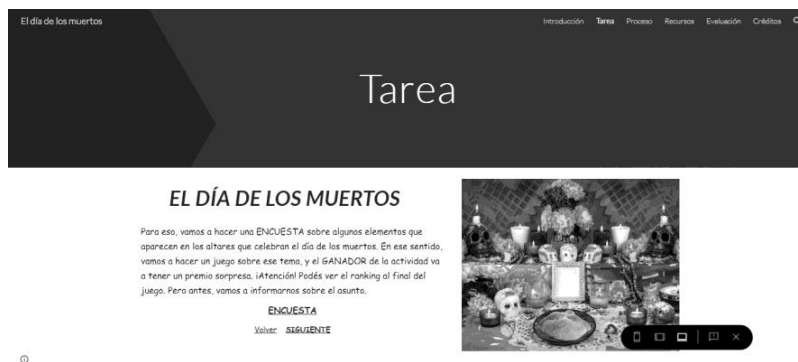 El día de los muertos
Introducción Tarea Proceso Recursos Evaluación Créditos
Tarea
EL DÍA DE LOS MUERTOS
Para eso, vamos a hacer una ENCUESTA sobre algunos elementos que
aparecen en los altares que celebran el día de los muertos. En ese sentido,
vamos a hacer un juego sobre ese tema, y el GANADOR de la actividad va
a tener un premio sorpresa. ¡Atención! Podés ver el ranking al final del
juego. Pero antes, vamos a informarnos sobre el asunto.
ENCUESTA
Volver SIGUIENTE